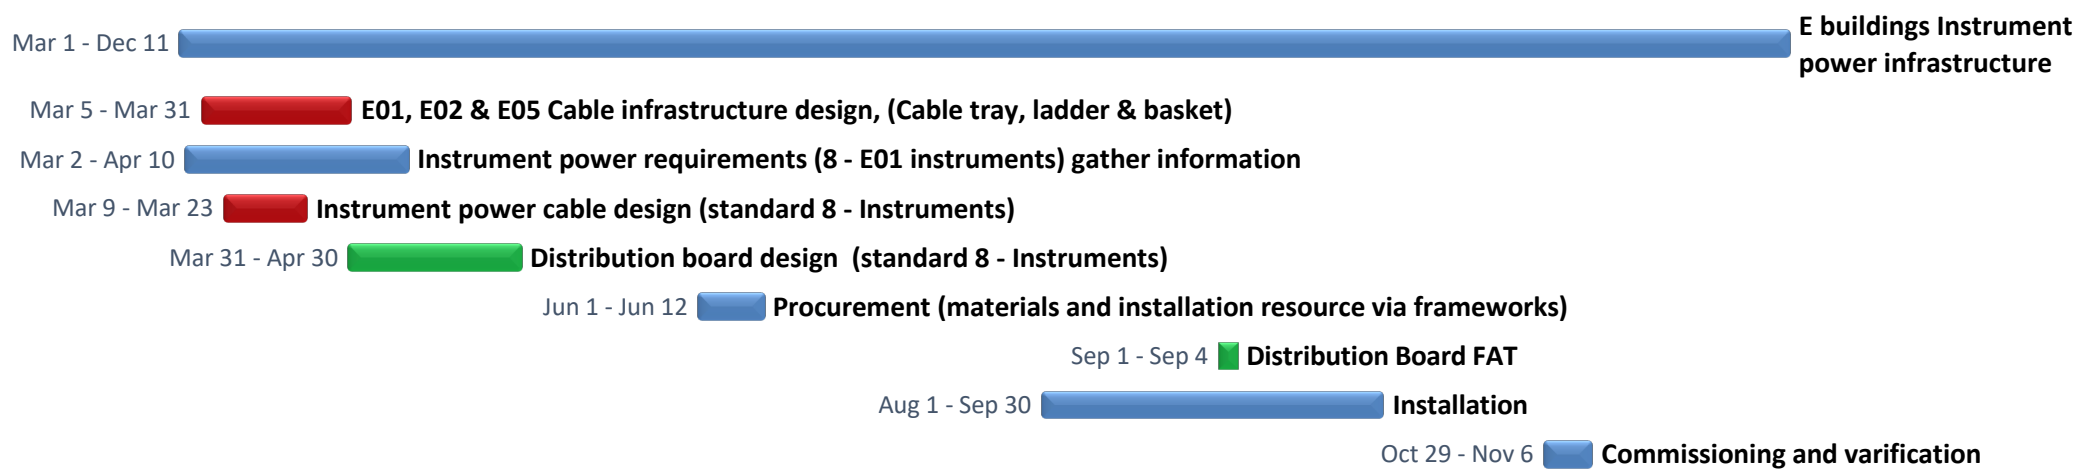 Mar 1 - Dec 11 E buildings Instrument
power infrastructure
Mar 5 - Mar 31 E01, E02 & E05 Cable infrastructure design, (Cable tray, ladder & basket)
Mar 2 - Apr 10 Instrument power requirements (8 - E01 instruments) gather information
Mar 9 - Mar 23 Instrument power cable design (standard 8 - Instruments)
Mar 31 - Apr 30 Distribution board design  (standard 8 - Instruments)
Jun 1 - Jun 12 Procurement (materials and installation resource via frameworks)
Sep 1 - Sep 4 Distribution Board FAT
Aug 1 - Sep 30 Installation
Oct 29 - Nov 6 Commissioning and varification